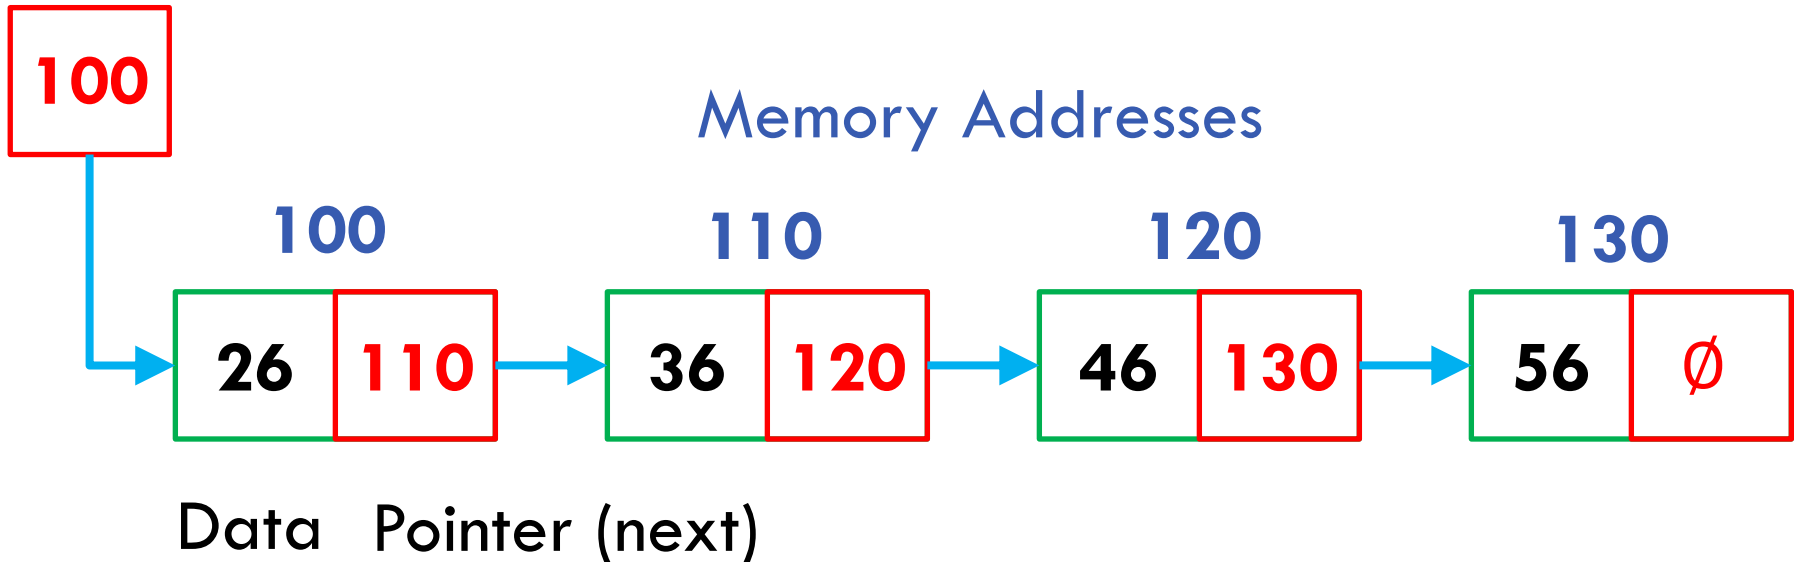 100
Memory Addresses
100 110 120 130
26 110 36 120 46 130 56 Ø
Data Pointer (next)